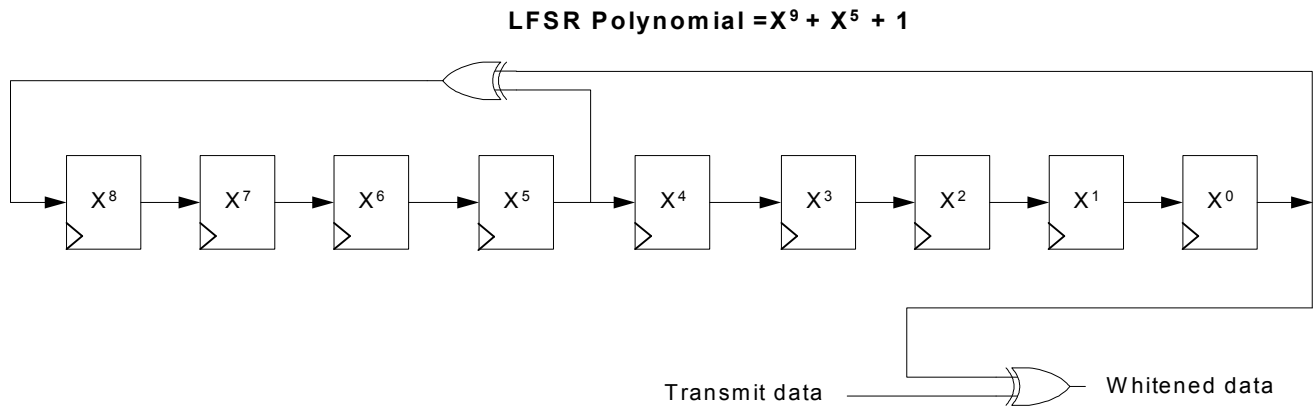 LFSR Polynomial =X⁹ + X⁵ + 1
X⁸ X⁷ X⁶ X⁵ X⁴ X³ X² X¹ X⁰
Transmit data
Whitened data